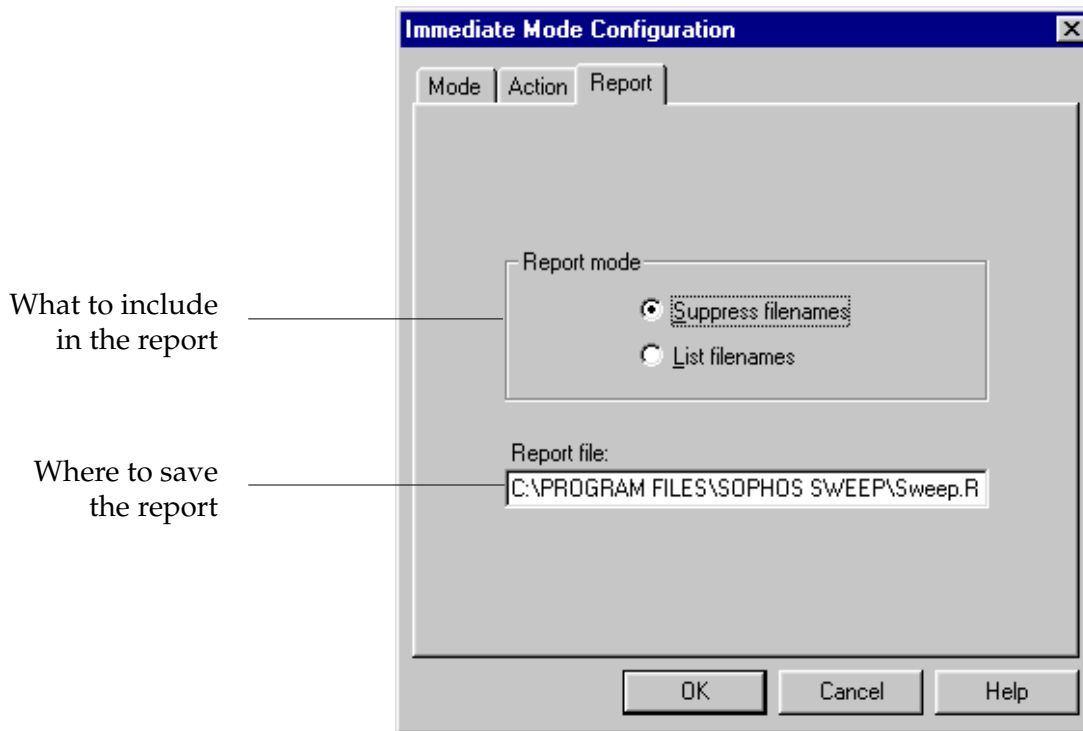 Immediate Mode Configuration
Mode Action Report
What to include
in the report
Report mode
Suppress filenames
List filenames
Where to save
the report
Report file:
C:\PROGRAM FILES\SOPHOS SWEEP\Sweep.R
OK Cancel Help